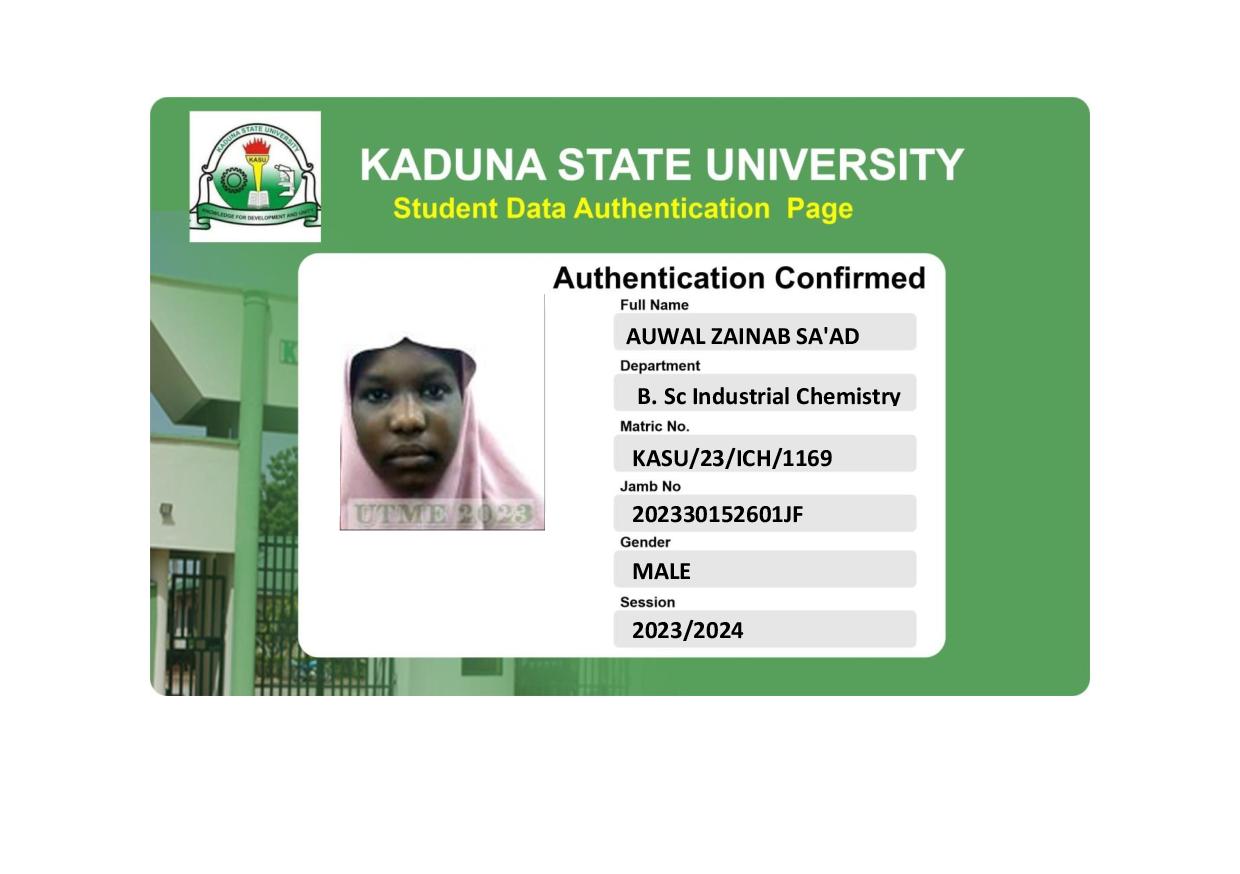 KADUNA STATE UNIVERSITY
KASU
KNOWLEDGE FOR DEVELOPMENT AND UNITY
KADUNA STATE UNIVERSITY
Student Data Authentication Page
Authentication Confirmed
Full Name
AUWAL ZAINAB SA'AD
Department
B. Sc Industrial Chemistry
Matric No.
KASU/23/ICH/1169
Jamb No
202330152601JF
Gender
MALE
Session
2023/2024
UTME 2023
K